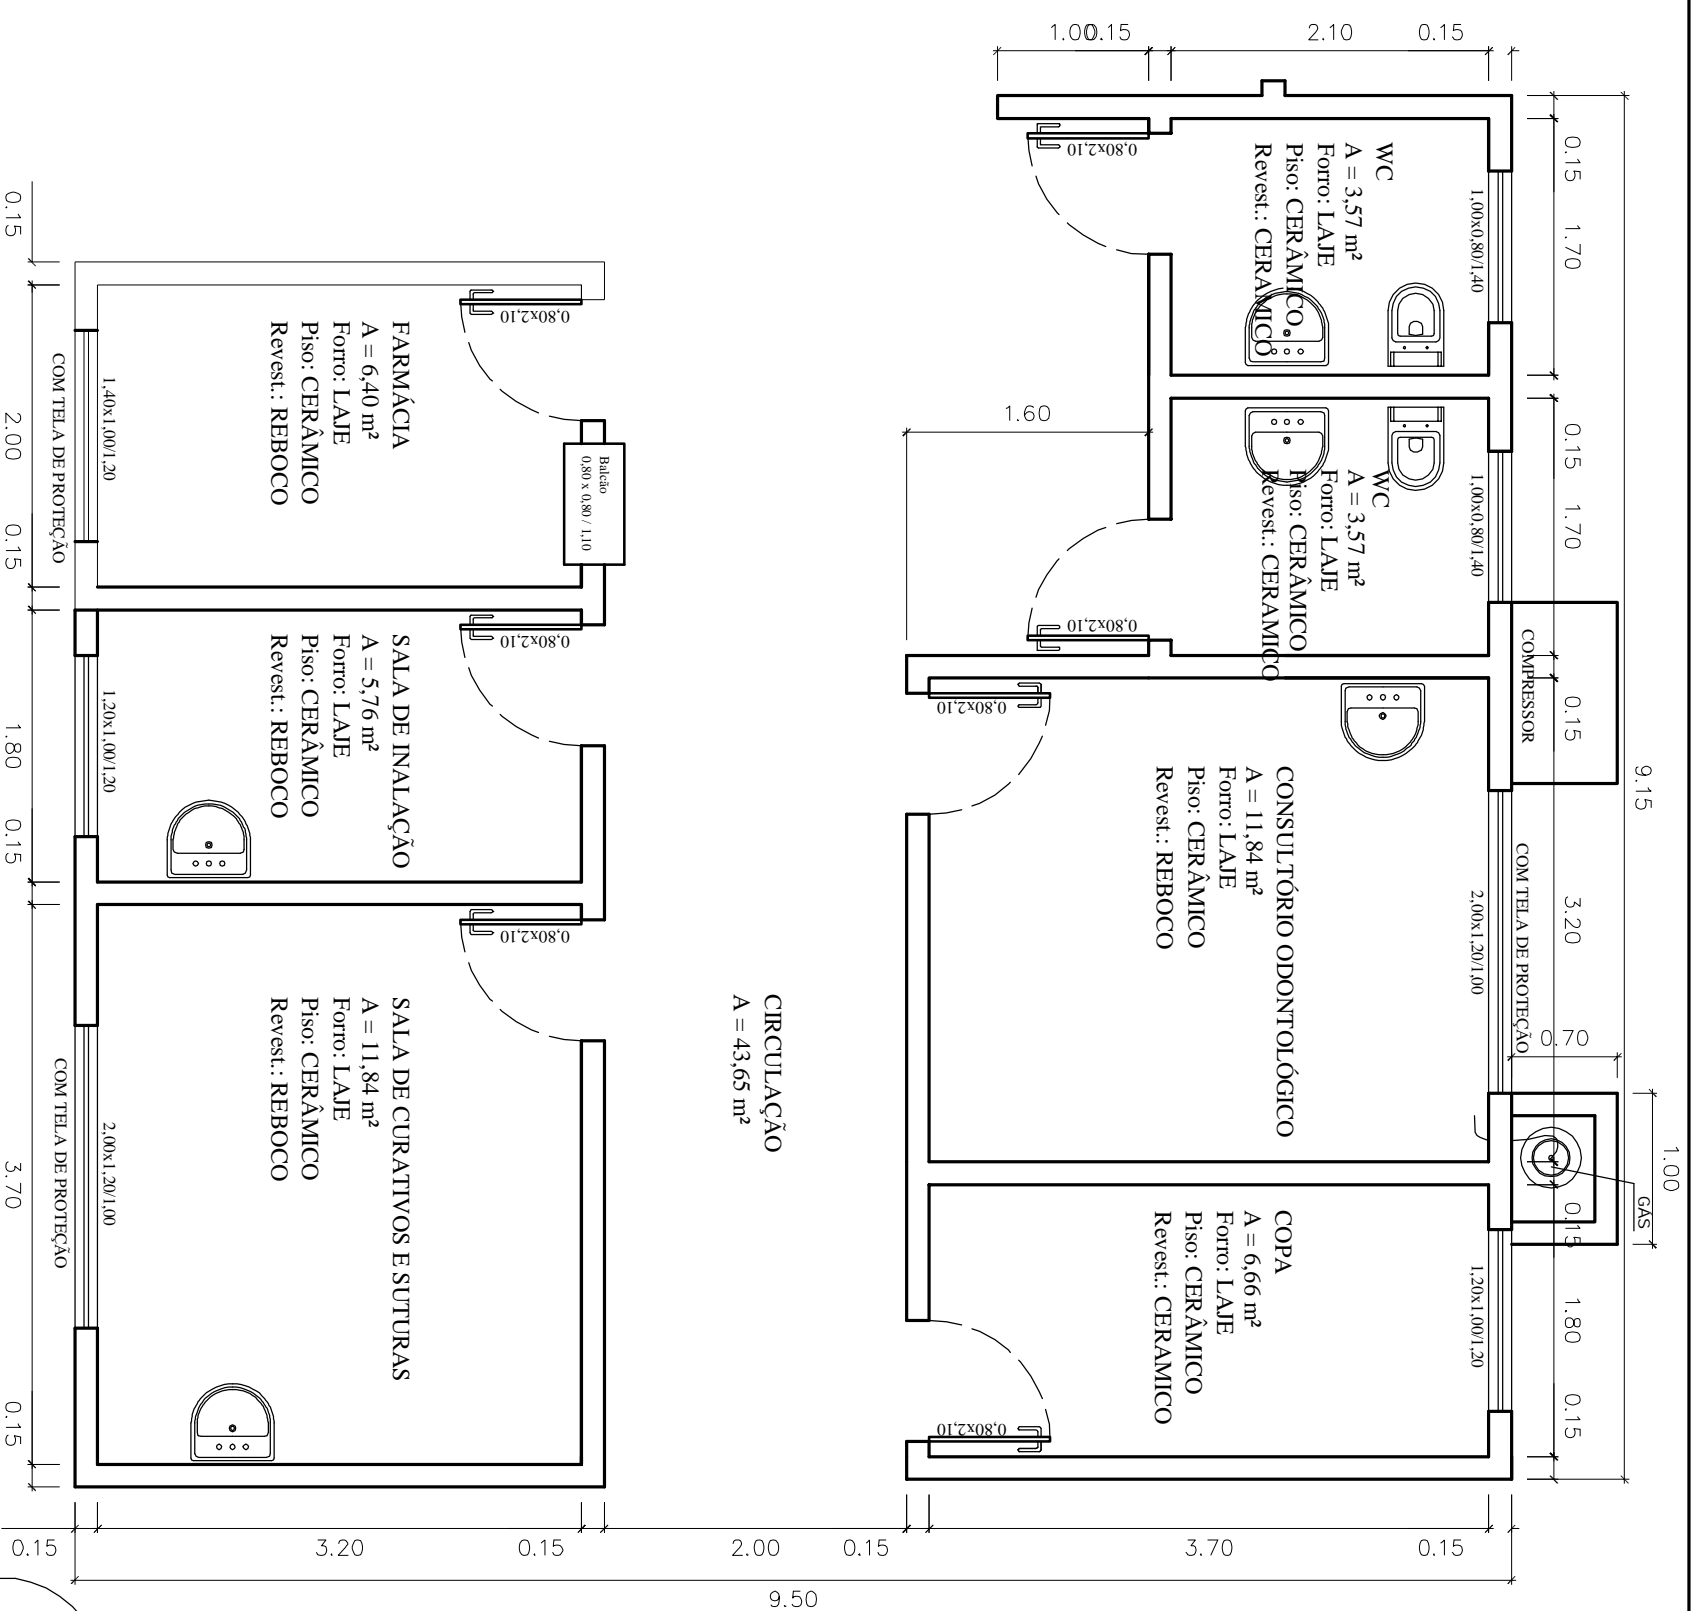 1.00
0.15
2.10
0.15
WC
A = 3,57 m²
Forro: LAJE
Piso: CERÂMICO
Revest.: CERAMICO
0,80x2,10
1,00x0,80/1,40
0.15
1.70
WC
A = 3,57 m²
Forro: LAJE
Piso: CERÂMICO
Revest.: CERAMICO
0,80x2,10
1,00x0,80/1,40
0.15
1.70
1.60
COMPRESSOR
0.15
9.15
CONSULTÓRIO ODONTOLÓGICO
A = 11,84 m²
Forro: LAJE
Piso: CERÂMICO
Revest.: REBOCO
0,80x2,10
2,00x1,20/1,00
COM TELA DE PROTEÇÃO
3.20
0.70
1.00
GÁS
0.15
COPA
A = 6,66 m²
Forro: LAJE
Piso: CERÂMICO
Revest.: CERAMICO
0,80x2,10
1,20x1,00/1,20
1.80
0.15
CIRCULAÇÃO
A = 43,65 m²
FARMÁCIA
A = 6,40 m²
Forro: LAJE
Piso: CERÂMICO
Revest.: REBOCO
0,80x2,10
Balcão
0,80 x 0,80 / 1,10
1,40x1,00/1,20
COM TELA DE PROTEÇÃO
0.15
2.00
0.15
SALA DE INALAÇÃO
A = 5,76 m²
Forro: LAJE
Piso: CERÂMICO
Revest.: REBOCO
0,80x2,10
1,20x1,00/1,20
1.80
0.15
SALA DE CURATIVOS E SUTURAS
A = 11,84 m²
Forro: LAJE
Piso: CERÂMICO
Revest.: REBOCO
0,80x2,10
2,00x1,20/1,00
COM TELA DE PROTEÇÃO
3.70
0.15
0.15
3.20
0.15
2.00
0.15
3.70
0.15
9.50